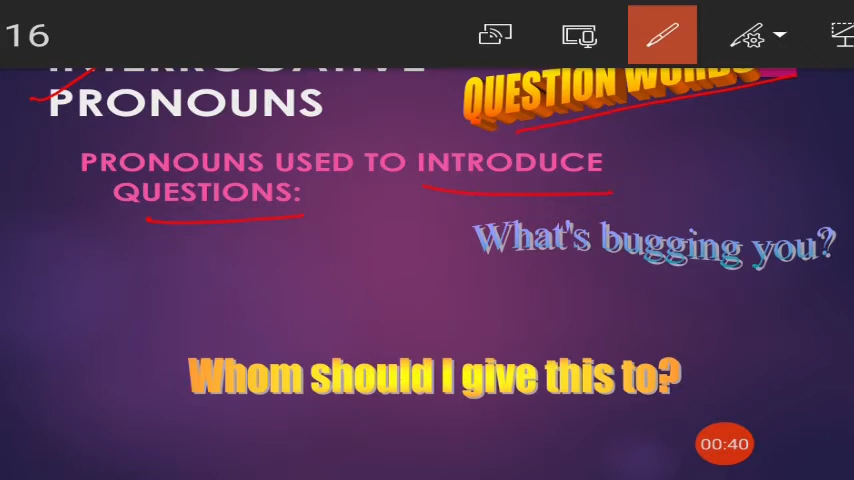 16
INTERROGATIVE
PRONOUNS
QUESTION WORDS
PRONOUNS USED TO INTRODUCE
QUESTIONS:
What's bugging you?
Whom should I give this to?
00:40